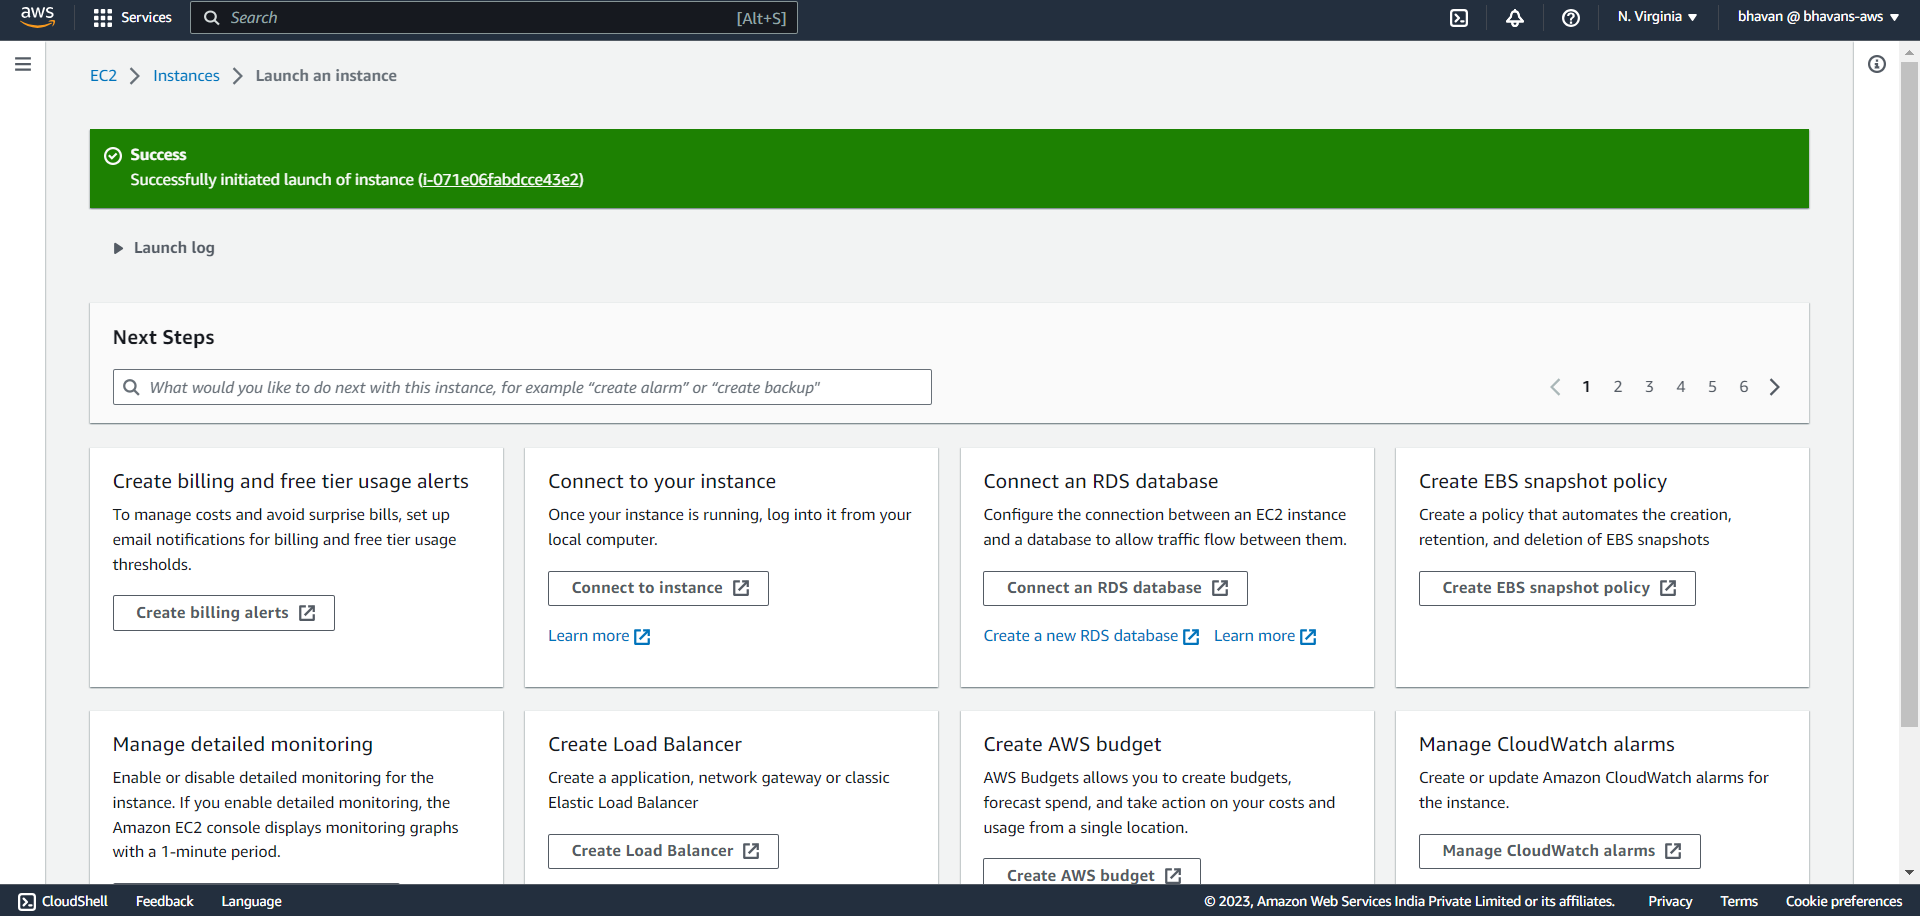 aws
Services
Search
[Alt+S]
N. Virginia
bhavan @ bhavans-aws
EC2
Instances
Launch an instance
Success
Successfully initiated launch of instance (i-071e06fabdcce43e2)
Launch log
Next Steps
What would you like to do next with this instance, for example “create alarm” or “create backup"
1 2 3 4 5 6
Create billing and free tier usage alerts
To manage costs and avoid surprise bills, set up
email notifications for billing and free tier usage
thresholds.
Create billing alerts
Connect to your instance
Once your instance is running, log into it from your
local computer.
Connect to instance
Learn more
Connect an RDS database
Configure the connection between an EC2 instance
and a database to allow traffic flow between them.
Connect an RDS database
Create a new RDS database
Learn more
Create EBS snapshot policy
Create a policy that automates the creation,
retention, and deletion of EBS snapshots
Create EBS snapshot policy
Manage detailed monitoring
Enable or disable detailed monitoring for the
instance. If you enable detailed monitoring, the
Amazon EC2 console displays monitoring graphs
with a 1-minute period.
Create Load Balancer
Create a application, network gateway or classic
Elastic Load Balancer
Create Load Balancer
Create AWS budget
AWS Budgets allows you to create budgets,
forecast spend, and take action on your costs and
usage from a single location.
Create AWS budget
Manage CloudWatch alarms
Create or update Amazon CloudWatch alarms for
the instance.
Manage CloudWatch alarms
CloudShell
Feedback
Language
© 2023, Amazon Web Services India Private Limited or its affiliates.
Privacy
Terms
Cookie preferences